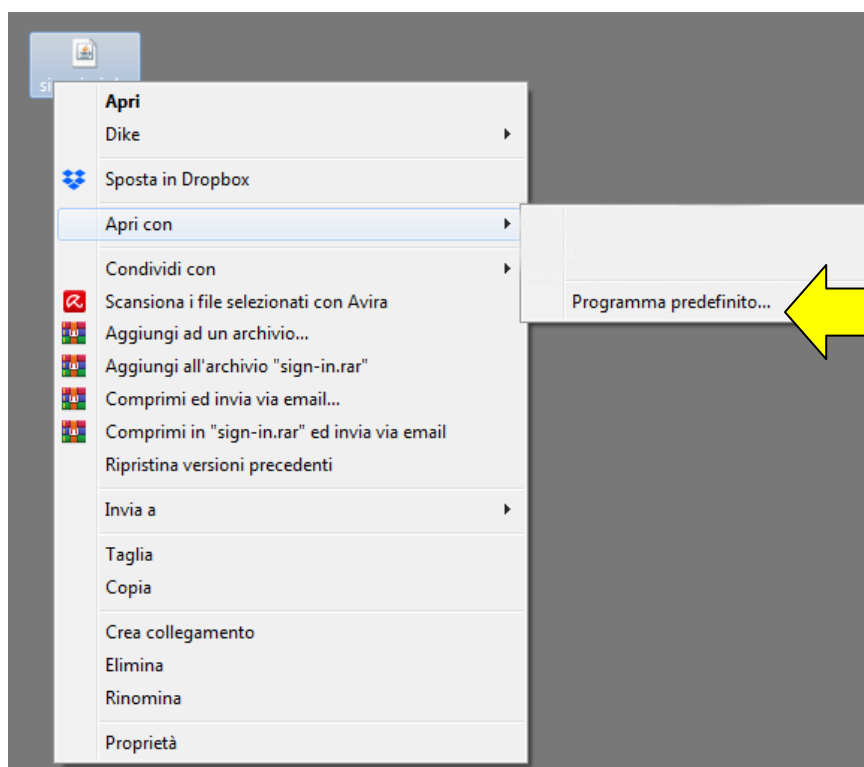 Apri
Dike
Sposta in Dropbox
Apri con
Programma predefinito...
Condividi con
Scansiona i file selezionati con Avira
Aggiungi ad un archivio...
Aggiungi all'archivio "sign-in.rar"
Comprimi ed invia via email...
Comprimi in "sign-in.rar" ed invia via email
Ripristina versioni precedenti
Invia a
Taglia
Copia
Crea collegamento
Elimina
Rinomina
Proprietà